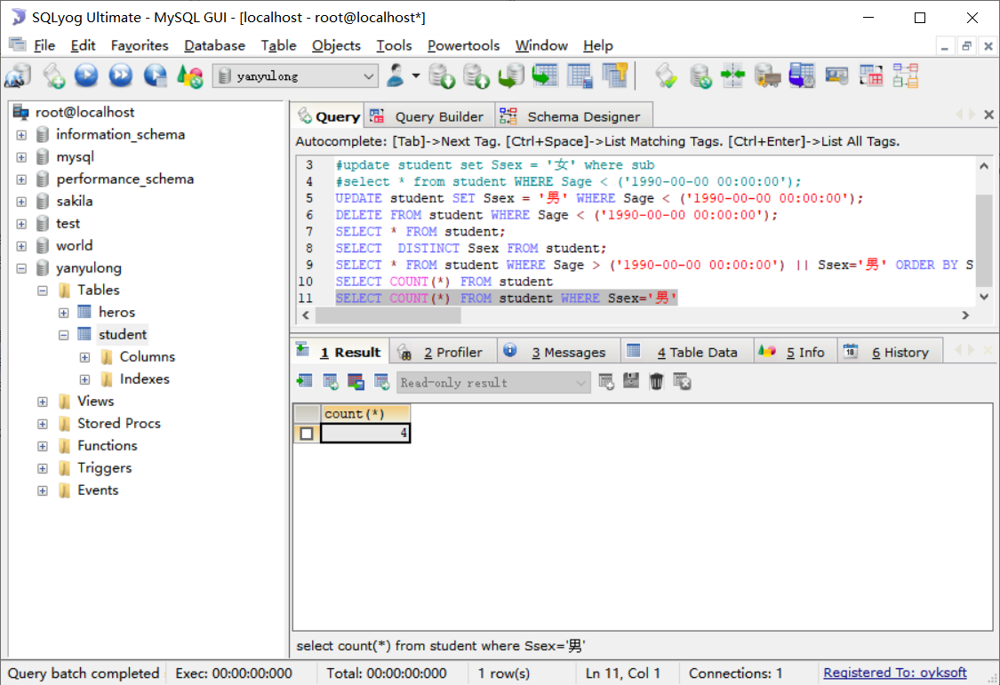 SQLyog Ultimate - MySQL GUI - [localhost - root@localhost*]
File Edit Favorites Database Table Objects Tools Powertools Window Help
yanyulong
root@localhost
information_schema
mysql
performance_schema
sakila
test
world
yanyulong
Tables
heros
student
Columns
Indexes
Views
Stored Procs
Functions
Triggers
Events
Query Query Builder Schema Designer
Autocomplete: [Tab]->Next Tag. [Ctrl+Space]->List Matching Tags. [Ctrl+Enter]->List All Tags.
3 #update student set Ssex = '女' where sub
4 #select * from student WHERE Sage < ('1990-00-00 00:00:00');
5 UPDATE student SET Ssex = '男' WHERE Sage < ('1990-00-00 00:00:00');
6 DELETE FROM student WHERE Sage < ('1990-00-00 00:00:00');
7 SELECT * FROM student;
8 SELECT  DISTINCT Ssex FROM student;
9 SELECT * FROM student WHERE Sage > ('1990-00-00 00:00:00') || Ssex='男' ORDER BY S
10 SELECT COUNT(*) FROM student
11 SELECT COUNT(*) FROM student WHERE Ssex='男'
1 Result 2 Profiler 3 Messages 4 Table Data 5 Info 18 6 History
Read-only result
count(*)
4
select count(*) from student where Ssex='男'
Query batch completed Exec: 00:00:00:000 Total: 00:00:00:000 1 row(s) Ln 11, Col 1 Connections: 1 Registered To: oyksoft